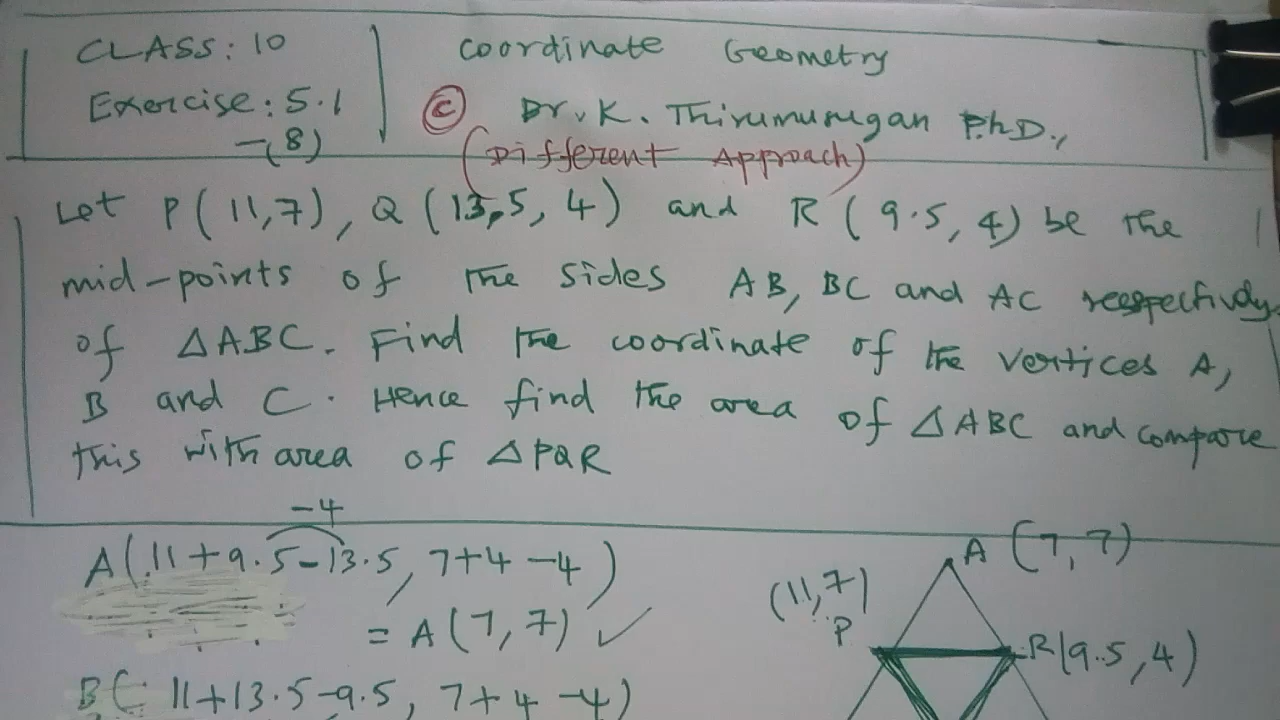 CLASS: 10
Exercise: 5.1
-(8)
Coordinate Geometry
© Dr. K. Thirumurugan P.hD.,
(Different Approach)
Let P(11,7), Q(13.5, 4) and R(9.5, 4) be the
mid-points of the sides AB, BC and AC respectively
of △ABC. Find the coordinate of the vertices A,
B and C. Hence find the area of △ABC and compare
this with area of △PQR
-4
A(11+9.5-13.5, 7+4-4)
= A(7,7) ✓
B( 11+13.5-9.5, 7+4-4)
A (7,7)
(11,7)
P
R(9.5,4)